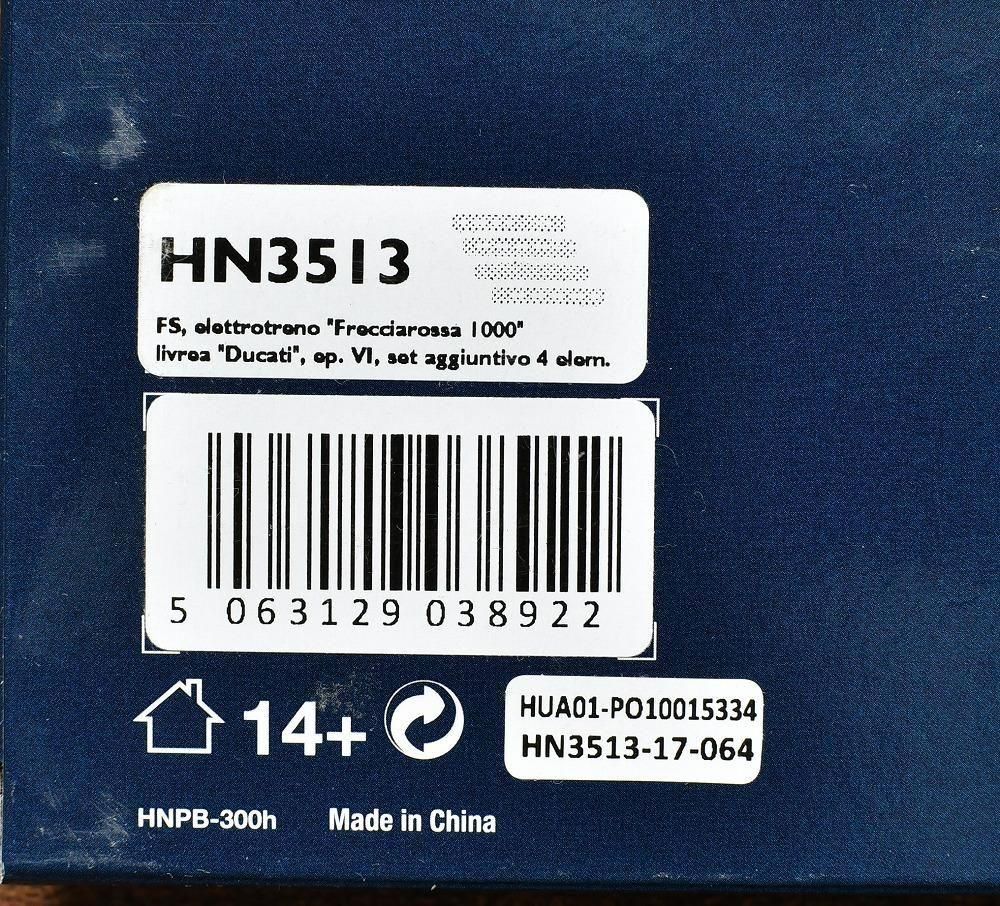 HN3513
FS, elettrotreno "Frecciarossa 1000"
livrea "Ducati", ep. VI, set aggiuntivo 4 elem.
5 063129 038922
14+
HUA01-PO10015334
HN3513-17-064
HNPB-300h Made in China